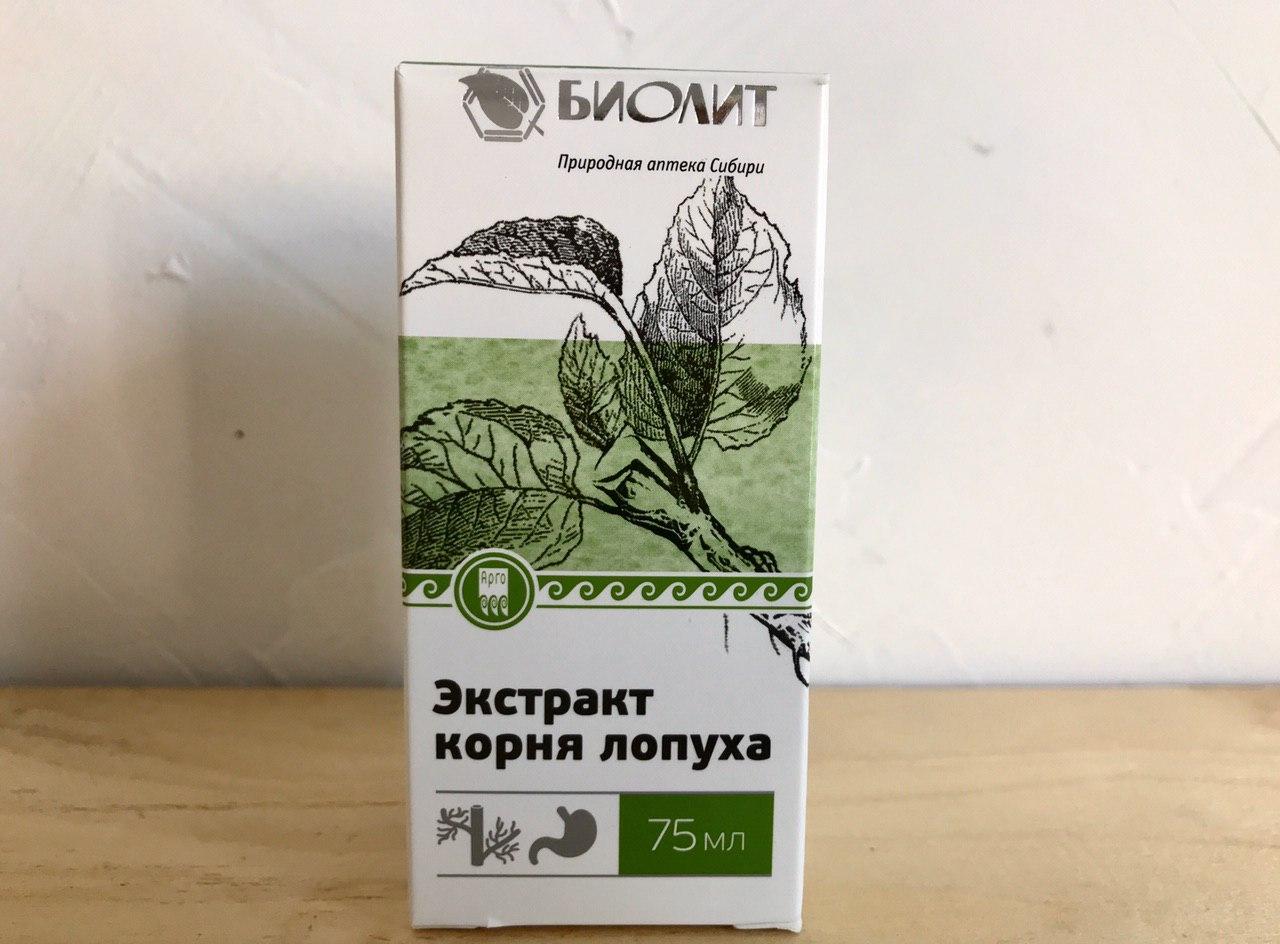 БИОЛИТ
Природная аптека Сибири
Арго
Экстракт
корня лопуха
75 мл